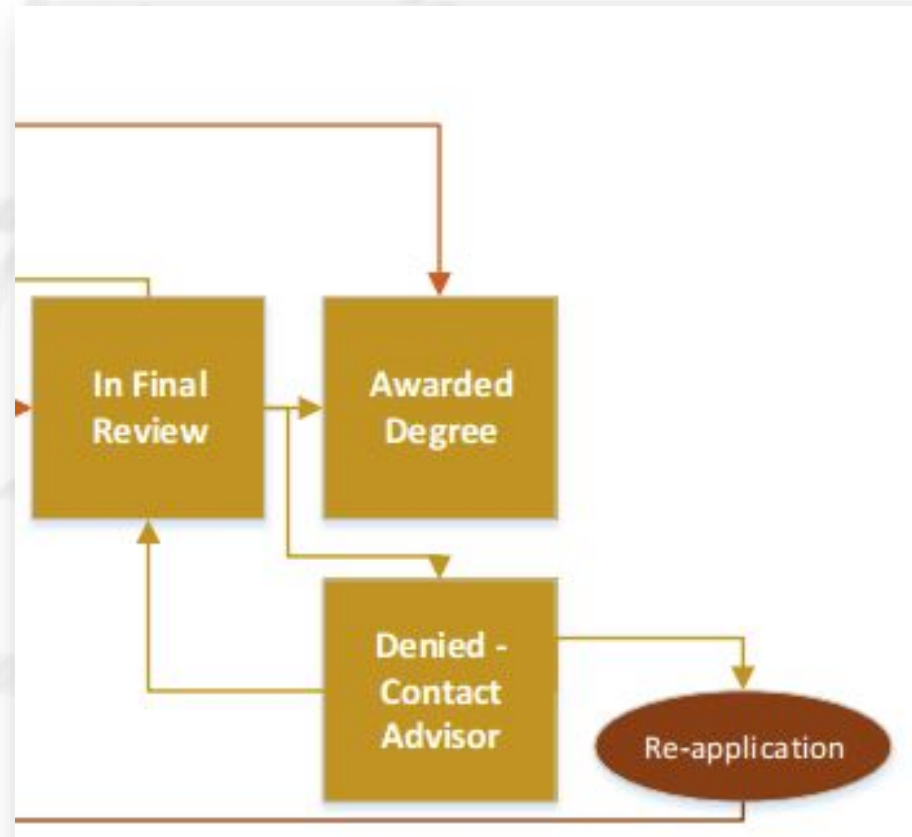 In Final
Review
Awarded
Degree
Denied -
Contact
Advisor
Re-application